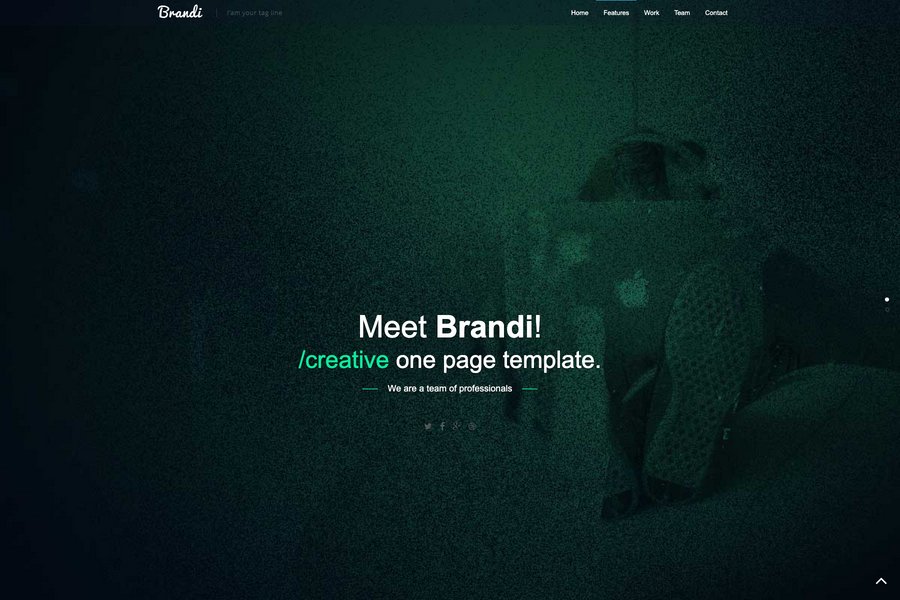 Brandi
I'am your tag line
Home
Features
Work
Team
Contact
Meet Brandi!
/creative one page template.
We are a team of professionals